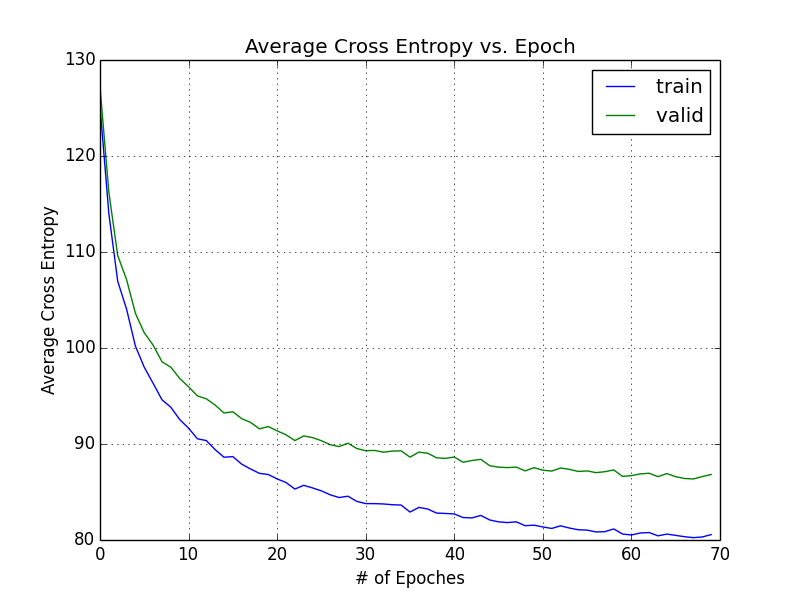 Average Cross Entropy vs. Epoch
train
valid
Average Cross Entropy
130
120
110
100
90
80
0 10 20 30 40 50 60 70
# of Epoches